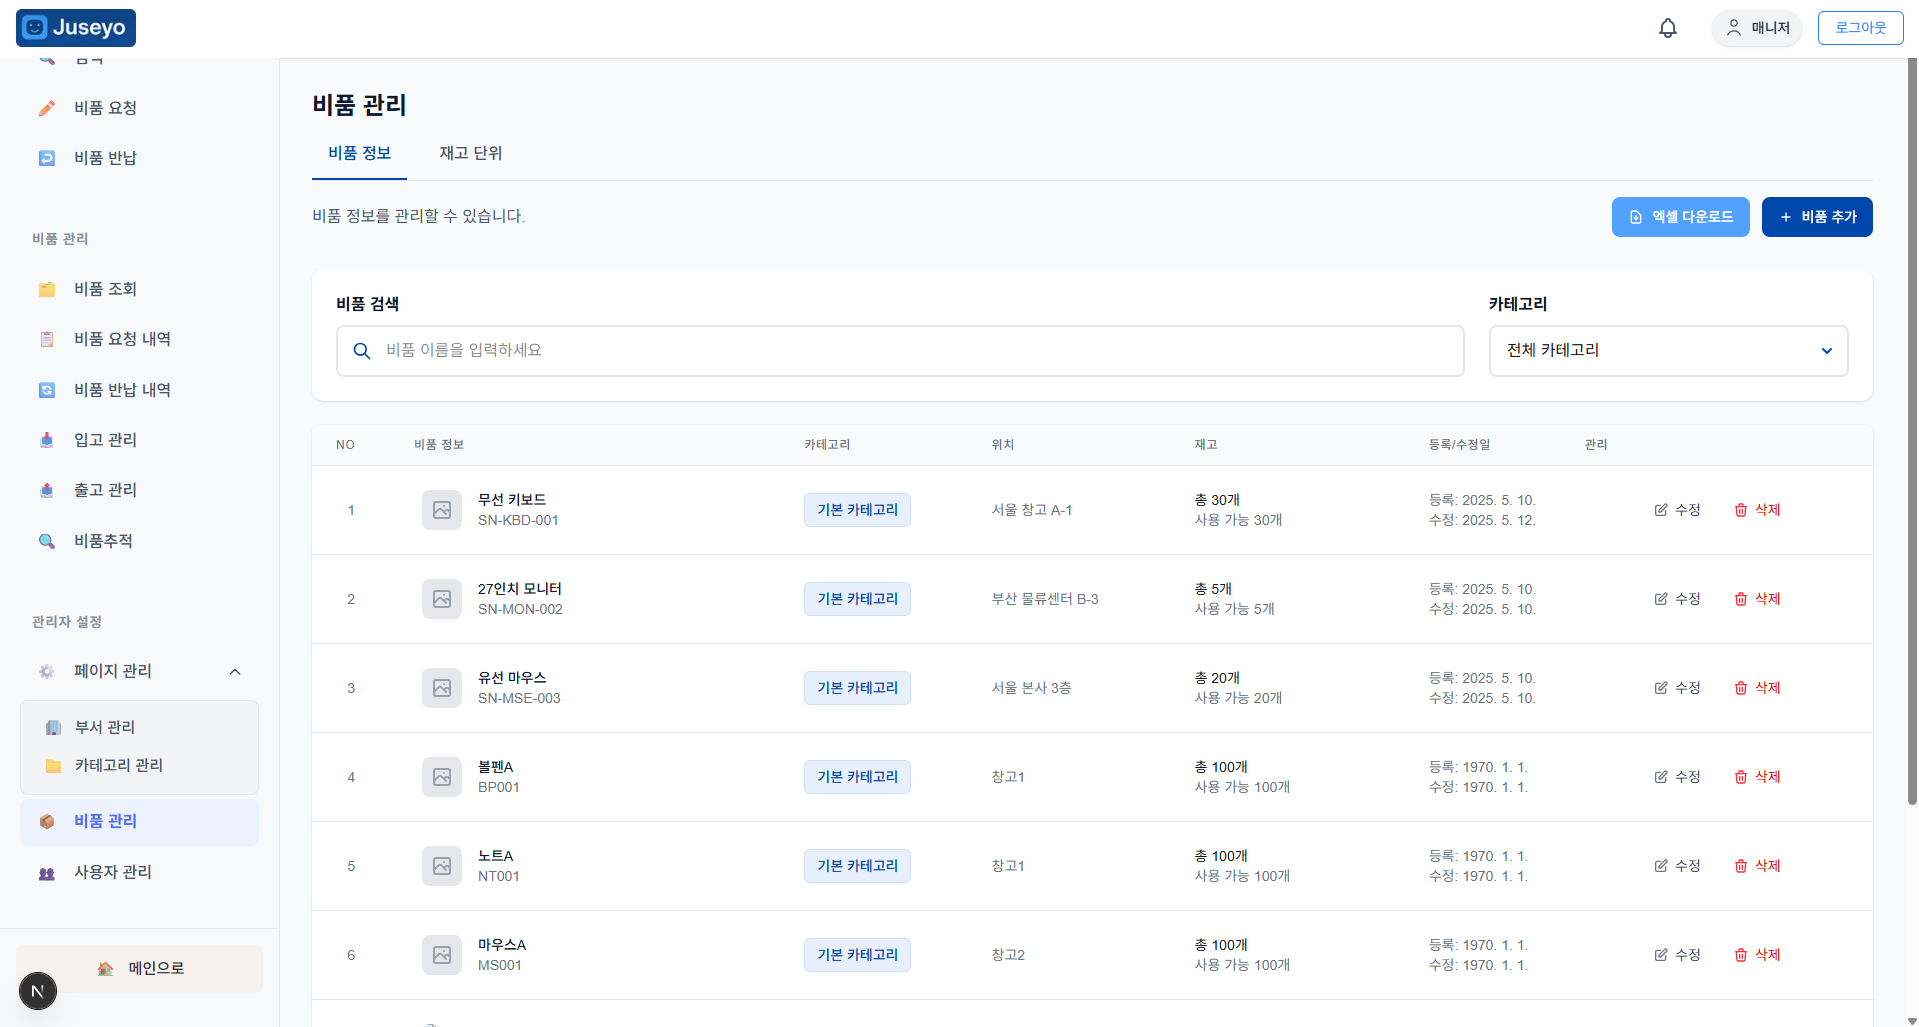 Juseyo
매니저
로그아웃
검색
비품 요청
비품 반납
비품 관리
비품 조회
비품 요청 내역
비품 반납 내역
입고 관리
출고 관리
비품추적
관리자 설정
페이지 관리
부서 관리
카테고리 관리
비품 관리
사용자 관리
메인으로
N
비품 관리
비품 정보
재고 단위
비품 정보를 관리할 수 있습니다.
엑셀 다운로드
+ 비품 추가
비품 검색
비품 이름을 입력하세요
카테고리
전체 카테고리
NO 비품 정보 카테고리 위치 재고 등록/수정일 관리
1 무선 키보드 기본 카테고리 서울 창고 A-1 총 30개 등록: 2025. 5. 10. 수정 삭제
SN-KBD-001 사용 가능 30개 수정: 2025. 5. 12.
2 27인치 모니터 기본 카테고리 부산 물류센터 B-3 총 5개 등록: 2025. 5. 10. 수정 삭제
SN-MON-002 사용 가능 5개 수정: 2025. 5. 10.
3 유선 마우스 기본 카테고리 서울 본사 3층 총 20개 등록: 2025. 5. 10. 수정 삭제
SN-MSE-003 사용 가능 20개 수정: 2025. 5. 10.
4 볼펜A 기본 카테고리 창고1 총 100개 등록: 1970. 1. 1. 수정 삭제
BP001 사용 가능 100개 수정: 1970. 1. 1.
5 노트A 기본 카테고리 창고1 총 100개 등록: 1970. 1. 1. 수정 삭제
NT001 사용 가능 100개 수정: 1970. 1. 1.
6 마우스A 기본 카테고리 창고2 총 100개 등록: 1970. 1. 1. 수정 삭제
MS001 사용 가능 100개 수정: 1970. 1. 1.